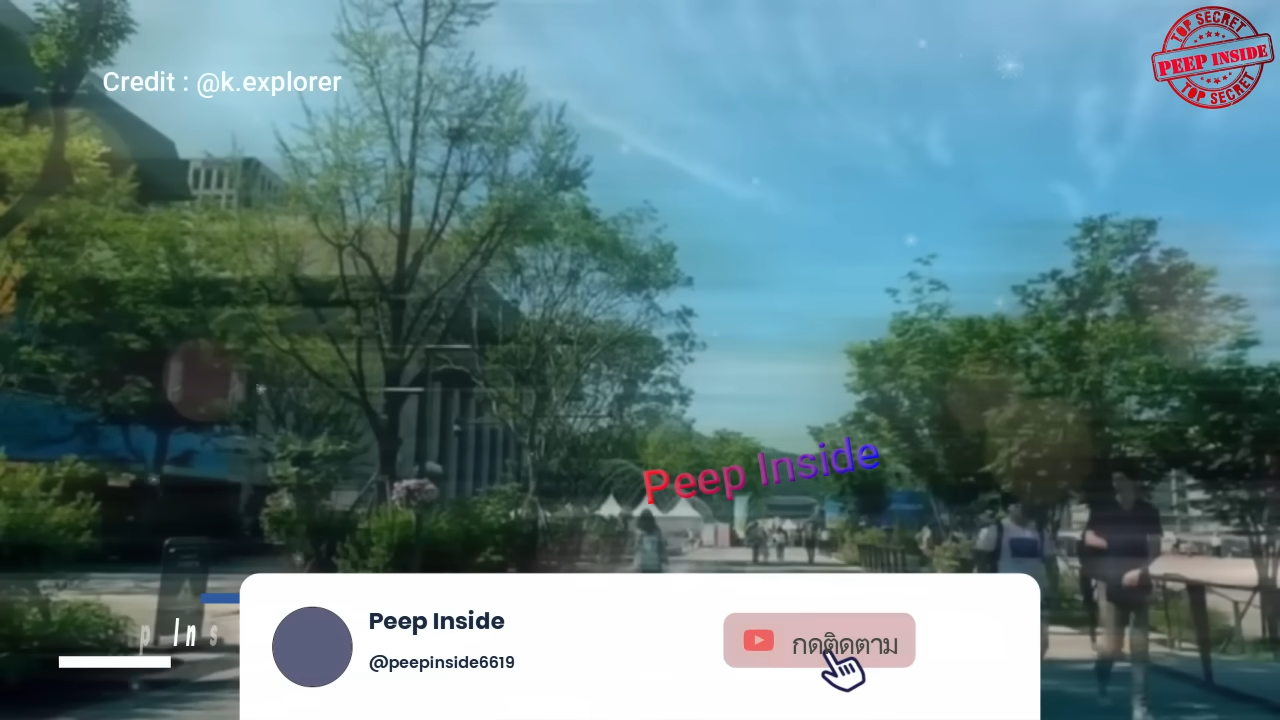 Credit : @k.explorer
TOP SECRET
PEEP INSIDE
TOP SECRET
Peep Inside
p Ins
Peep Inside
@peepinside6619
กดติดตาม